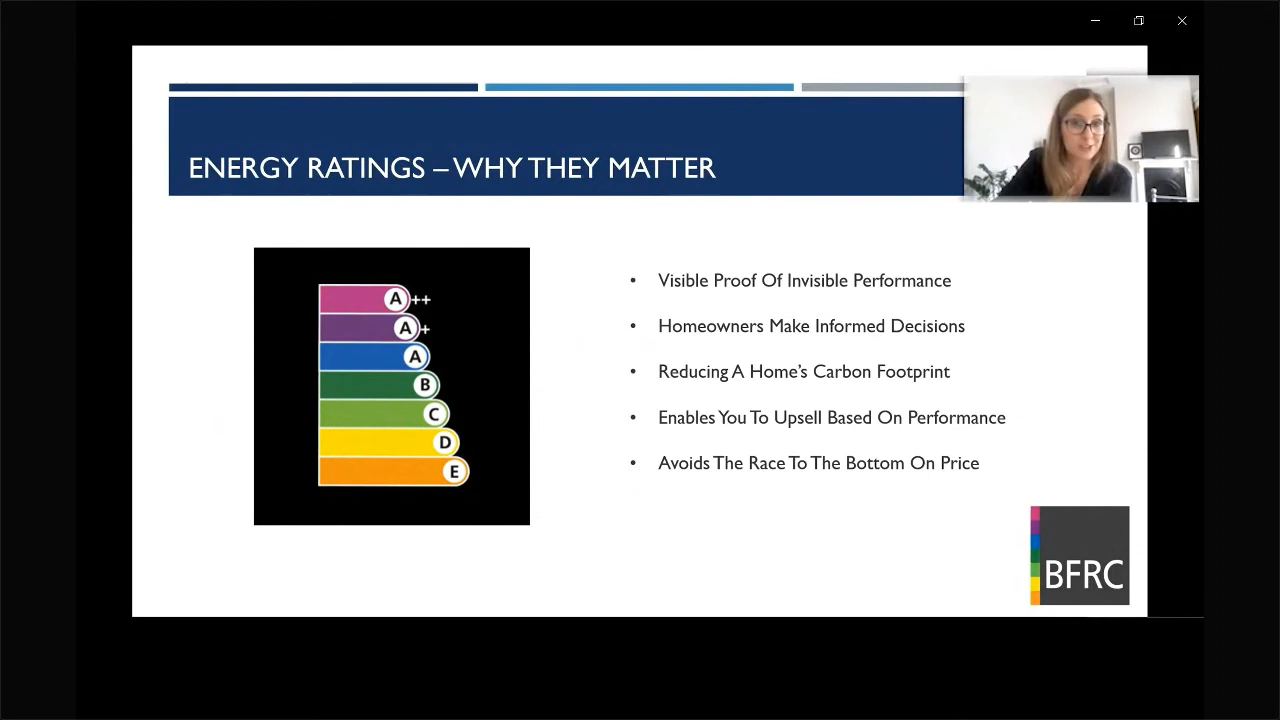 ENERGY RATINGS – WHY THEY MATTER
A++
A+
A
B
C
D
E
• Visible Proof Of Invisible Performance
• Homeowners Make Informed Decisions
• Reducing A Home's Carbon Footprint
• Enables You To Upsell Based On Performance
• Avoids The Race To The Bottom On Price
BFRC